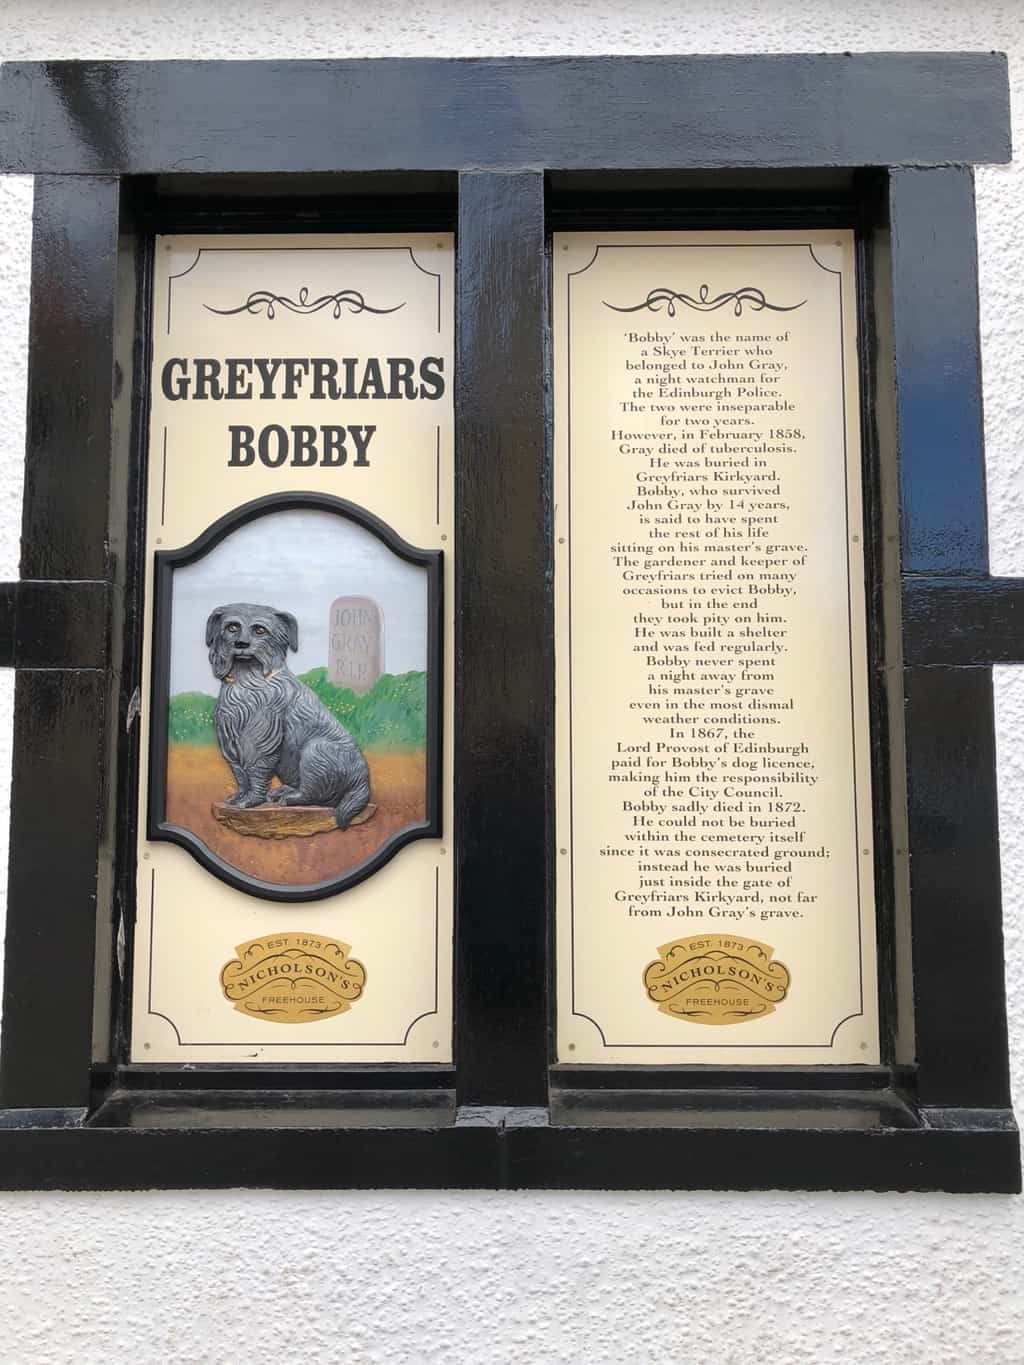 GREYFRIARS
BOBBY
JOHN
GRAY
R.I.P.
EST. 1873
NICHOLSON'S
FREEHOUSE
'Bobby' was the name of
a Skye Terrier who
belonged to John Gray,
a night watchman for
the Edinburgh Police.
The two were inseparable
for two years.
However, in February 1858,
Gray died of tuberculosis.
He was buried in
Greyfriars Kirkyard.
Bobby, who survived
John Gray by 14 years,
is said to have spent
the rest of his life
sitting on his master's grave.
The gardener and keeper of
Greyfriars tried on many
occasions to evict Bobby,
but in the end
they took pity on him.
He was built a shelter
and was fed regularly.
Bobby never spent
a night away from
his master's grave
even in the most dismal
weather conditions.
In 1867, the
Lord Provost of Edinburgh
paid for Bobby's dog licence,
making him the responsibility
of the City Council.
Bobby sadly died in 1872.
He could not be buried
within the cemetery itself
since it was consecrated ground;
instead he was buried
just inside the gate of
Greyfriars Kirkyard, not far
from John Gray's grave.
EST. 1873
NICHOLSON'S
FREEHOUSE